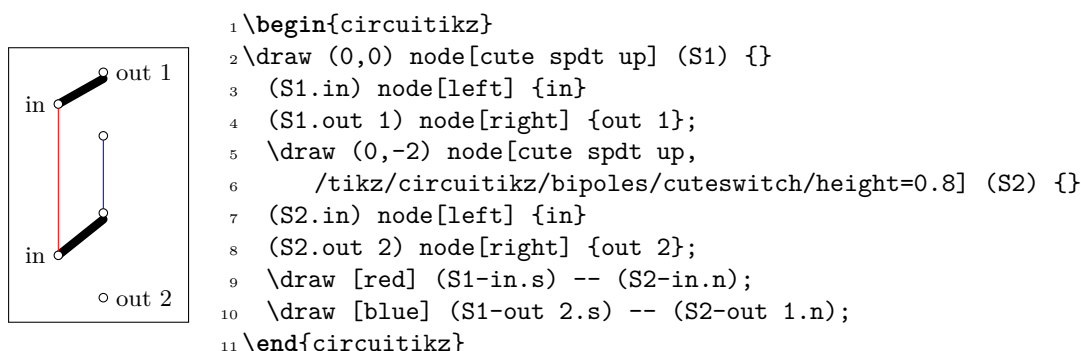 out 1
in
in
out 2
1 \begin{circuitikz}
2 \draw (0,0) node[cute spdt up] (S1) {}
3 (S1.in) node[left] {in}
4 (S1.out 1) node[right] {out 1};
5 \draw (0,-2) node[cute spdt up,
6 /tikz/circuitikz/bipoles/cuteswitch/height=0.8] (S2) {}
7 (S2.in) node[left] {in}
8 (S2.out 2) node[right] {out 2};
9 \draw [red] (S1-in.s) -- (S2-in.n);
10 \draw [blue] (S1-out 2.s) -- (S2-out 1.n);
11 \end{circuitikz}